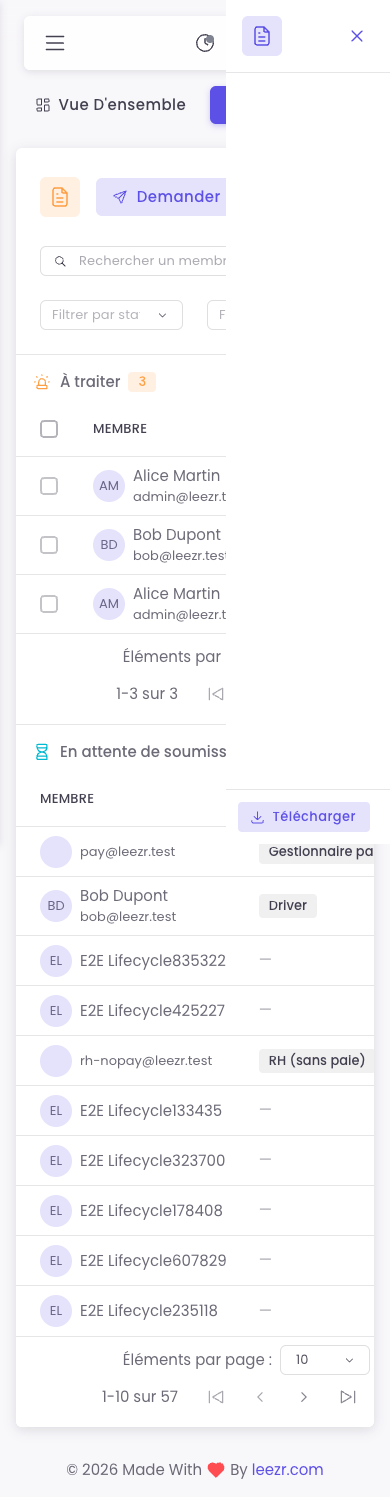 Vue D'ensemble
Demander
Rechercher un membr
Filtrer par sta
F
À traiter 3
MEMBRE
AM Alice Martin
admin@leezr.t
BD Bob Dupont
bob@leezr.test
AM Alice Martin
admin@leezr.t
Éléments par
1-3 sur 3
En attente de soumiss
MEMBRE
Télécharger
pay@leezr.test Gestionnaire pa
BD Bob Dupont
bob@leezr.test
Driver
EL E2E Lifecycle835322 —
EL E2E Lifecycle425227 —
rh-nopay@leezr.test RH (sans paie)
EL E2E Lifecycle133435 —
EL E2E Lifecycle323700 —
EL E2E Lifecycle178408 —
EL E2E Lifecycle607829 —
EL E2E Lifecycle235118 —
Éléments par page : 10
1-10 sur 57
© 2026 Made With ❤ By leezr.com